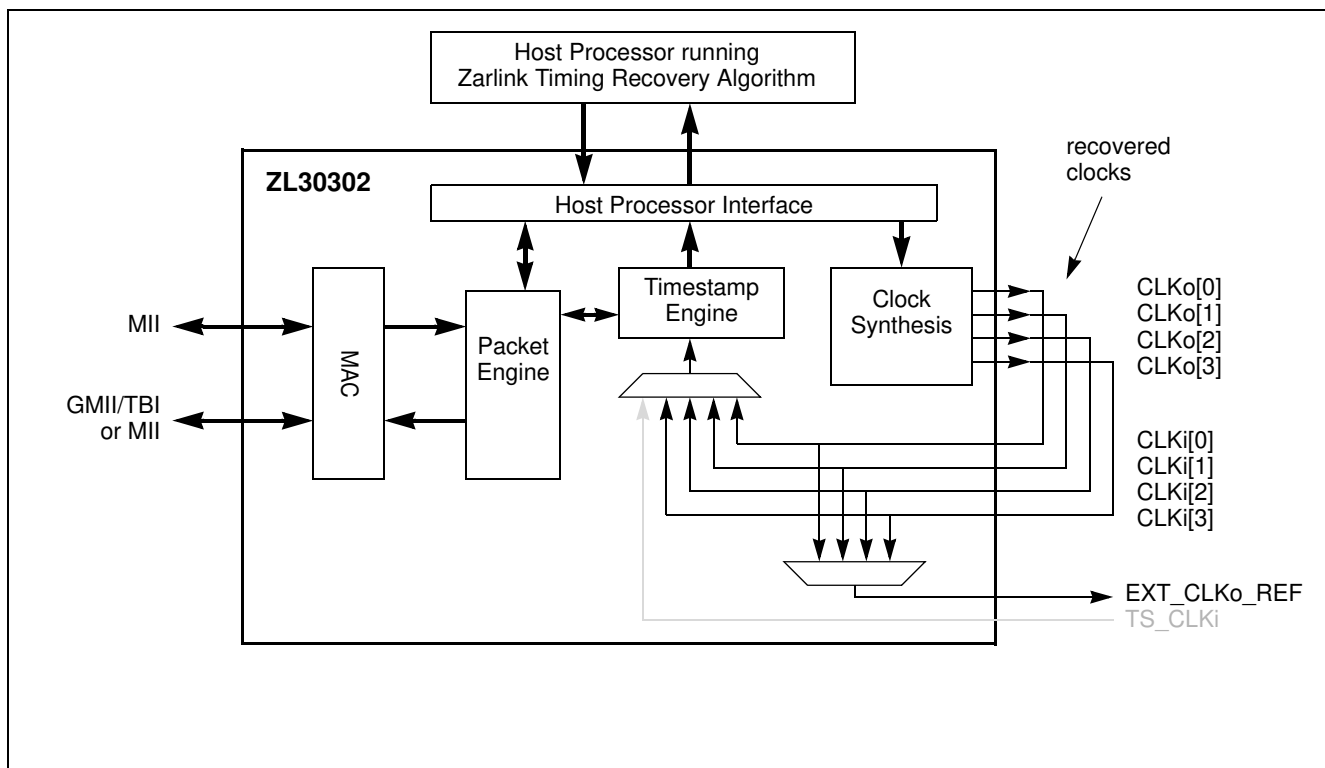 Host Processor running
Zarlink Timing Recovery Algorithm
recovered
clocks
ZL30302
Host Processor Interface
MII
GMII/TBI
or MII
MAC
Packet
Engine
Timestamp
Engine
Clock
Synthesis
CLKo[0]
CLKo[1]
CLKo[2]
CLKo[3]
CLKi[0]
CLKi[1]
CLKi[2]
CLKi[3]
EXT_CLKo_REF
TS_CLKi